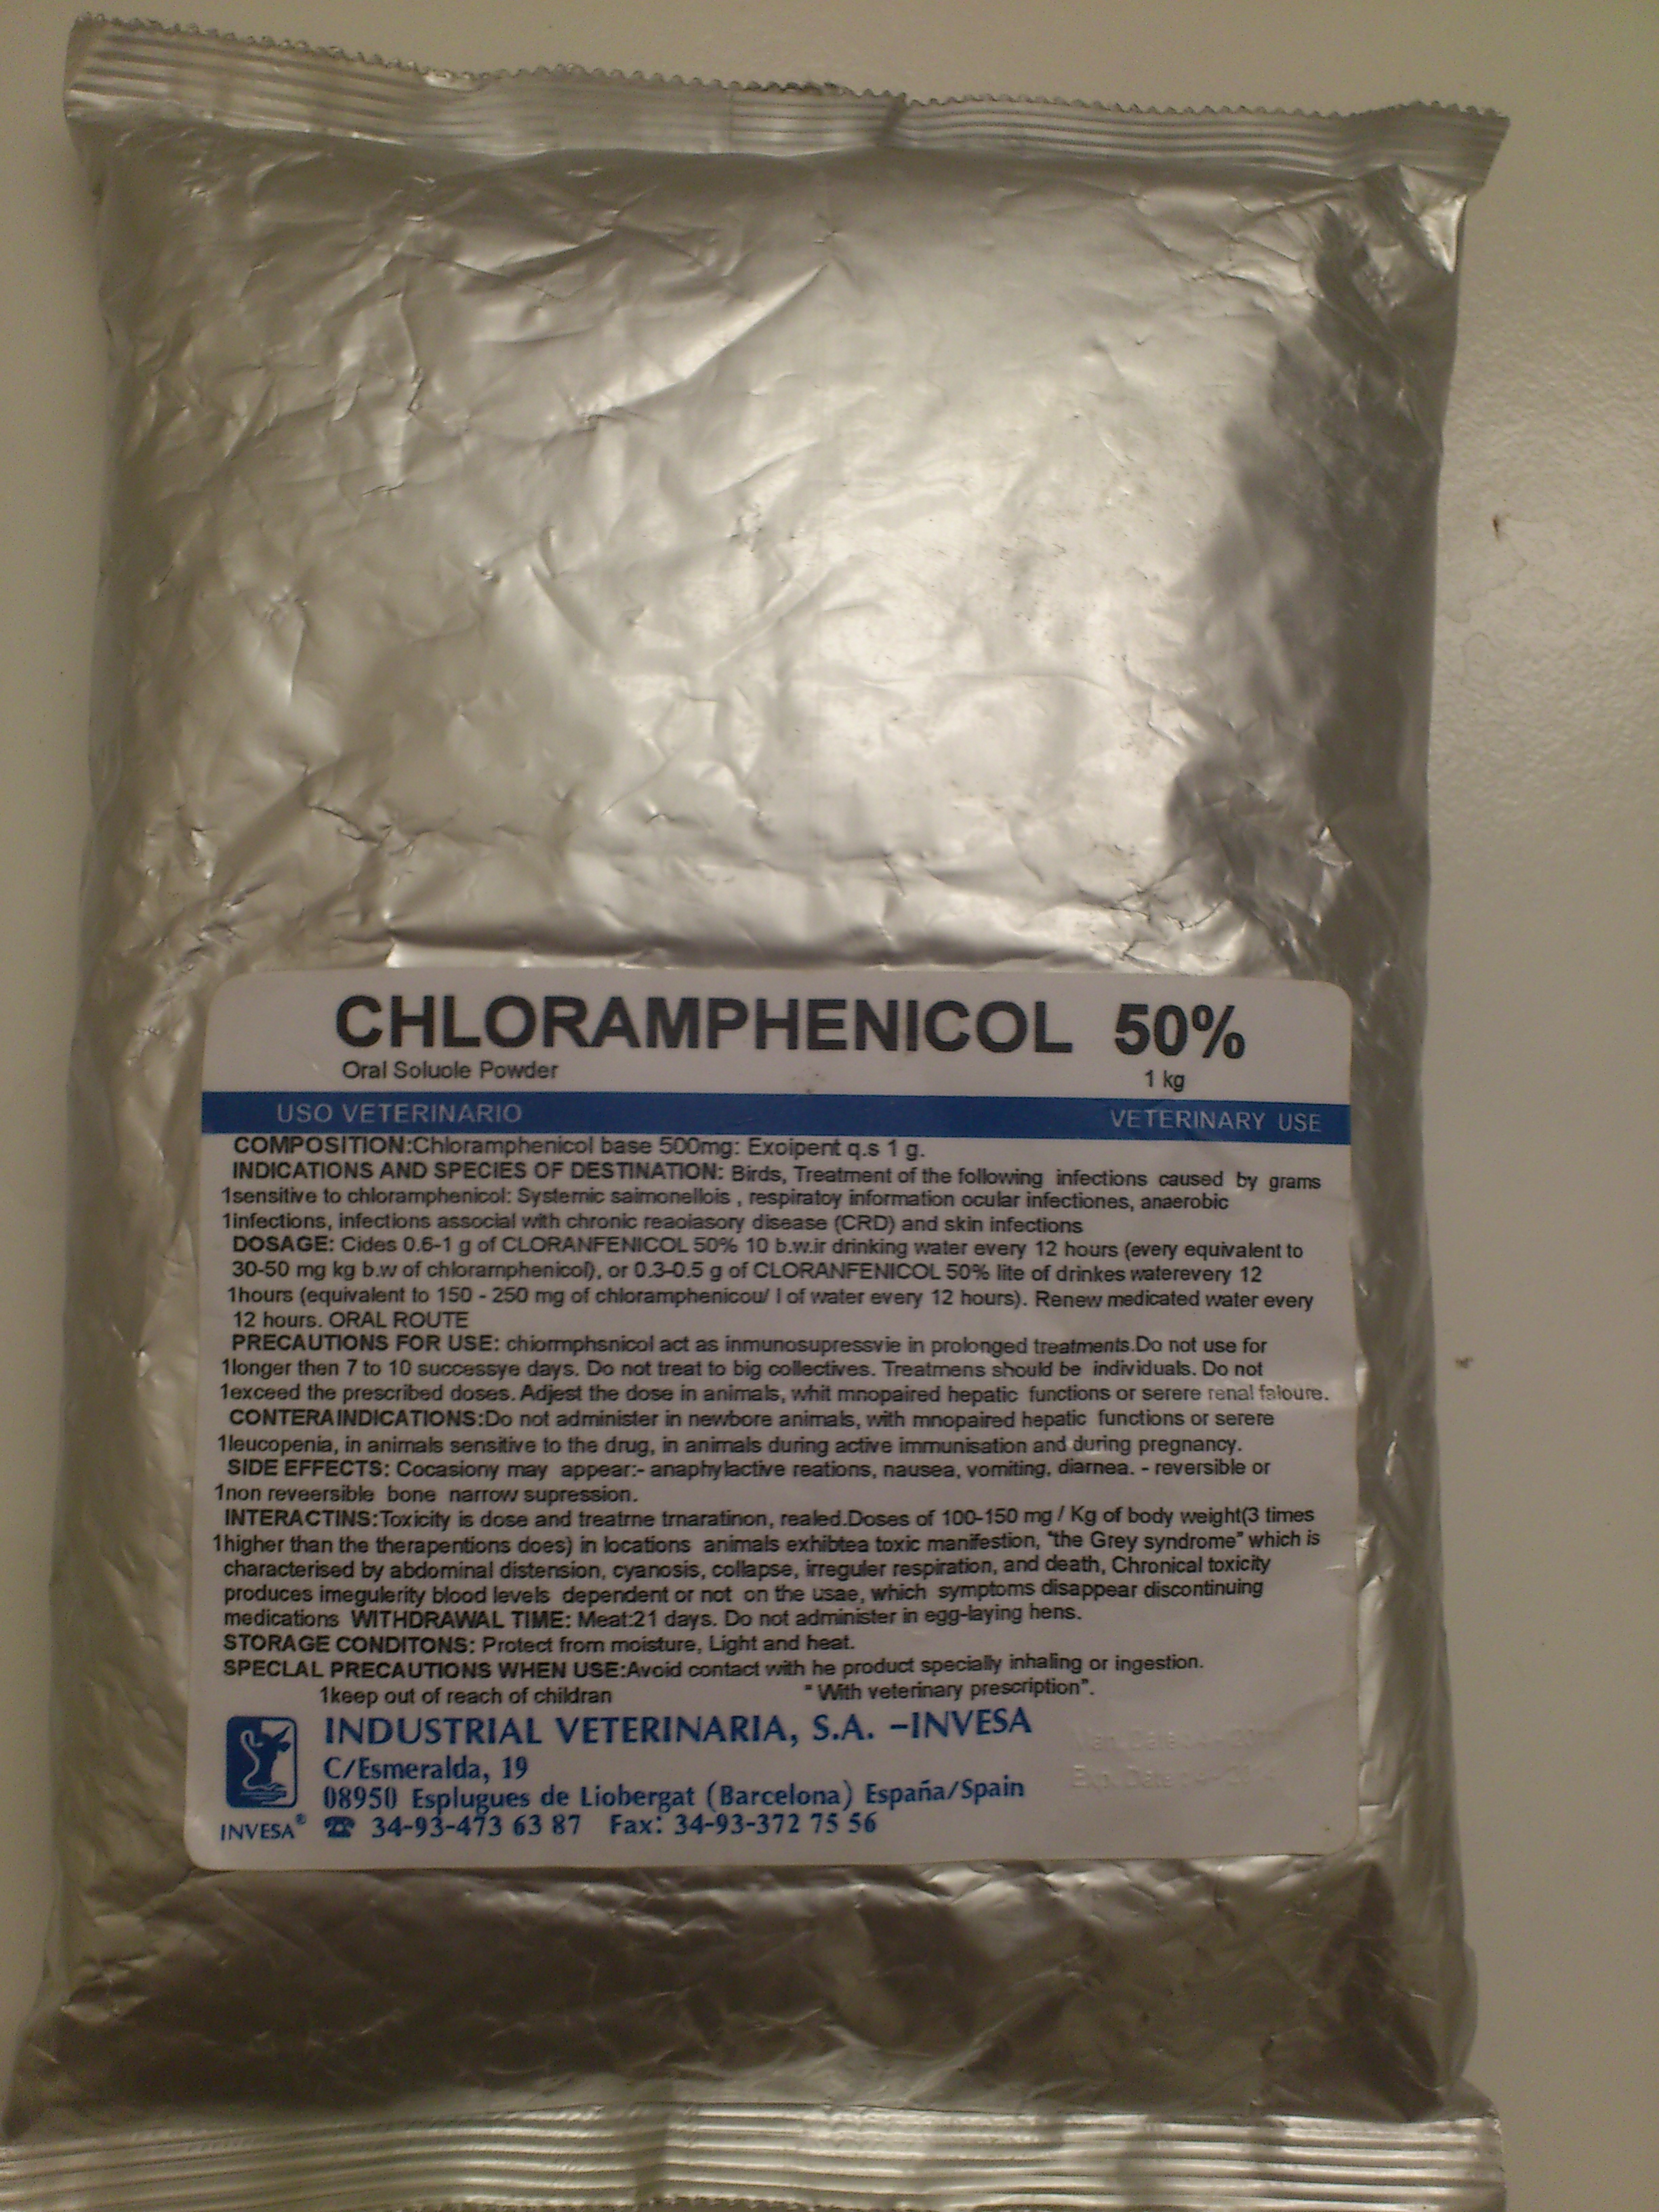 CHLORAMPHENICOL 50%
Oral Soluole Powder 1 kg
USO VETERINARIO VETERINARY USE
COMPOSITION:Chloramphenicol base 500mg: Exoipent q.s 1 g.
INDICATIONS AND SPECIES OF DESTINATION: Birds, Treatment of the following infections caused by grams
1sensitive to chloramphenicol: Systemic saimonellois , respiratoy information ocular infectiones, anaerobic
1infections, infections associal with chronic reaoiasory disease (CRD) and skin infections
DOSAGE: Cides 0.6-1 g of CLORANFENICOL 50% 10 b.w.ir drinking water every 12 hours (every equivalent to
30-50 mg kg b.w of chloramphenicol), or 0.3-0.5 g of CLORANFENICOL 50% lite of drinkes waterevery 12
1hours (equivalent to 150 - 250 mg of chloramphenicou/ l of water every 12 hours). Renew medicated water every
12 hours. ORAL ROUTE
PRECAUTIONS FOR USE: chiormphsnicol act as inmunosupressvie in prolonged treatments.Do not use for
1longer then 7 to 10 successye days. Do not treat to big collectives. Treatmens should be individuals. Do not
1exceed the prescribed doses. Adjest the dose in animals, whit mnopaired hepatic functions or serere renal faloure.
CONTERAINDICATIONS:Do not administer in newbore animals, with mnopaired hepatic functions or serere
1leucopenia, in animals sensitive to the drug, in animals during active immunisation and during pregnancy.
SIDE EFFECTS: Cocasiony may appear:- anaphylactive reations, nausea, vomiting, diarnea. - reversible or
1non reveersible bone narrow supression.
INTERACTINS:Toxicity is dose and treatme tmaratinon, realed.Doses of 100-150 mg / Kg of body weight(3 times
1higher than the therapentions does) in locations animals exhibtea toxic manifestion, "the Grey syndrome" which is
characterised by abdominal distension, cyanosis, collapse, irreguler respiration, and death, Chronical toxicity
produces imegulerity blood levels dependent or not on the usae, which symptoms disappear discontinuing
medications WITHDRAWAL TIME: Meat:21 days. Do not administer in egg-laying hens.
STORAGE CONDITONS: Protect from moisture, Light and heat.
SPECLAL PRECAUTIONS WHEN USE:Avoid contact with he product specially inhaling or ingestion.
1keep out of reach of childran " With veterinary prescription".
INDUSTRIAL VETERINARIA, S.A. -INVESA
C/Esmeralda, 19
08950 Esplugues de Liobergat (Barcelona) España/Spain
INVESA® ☎ 34-93-473 63 87 Fax: 34-93-372 75 56